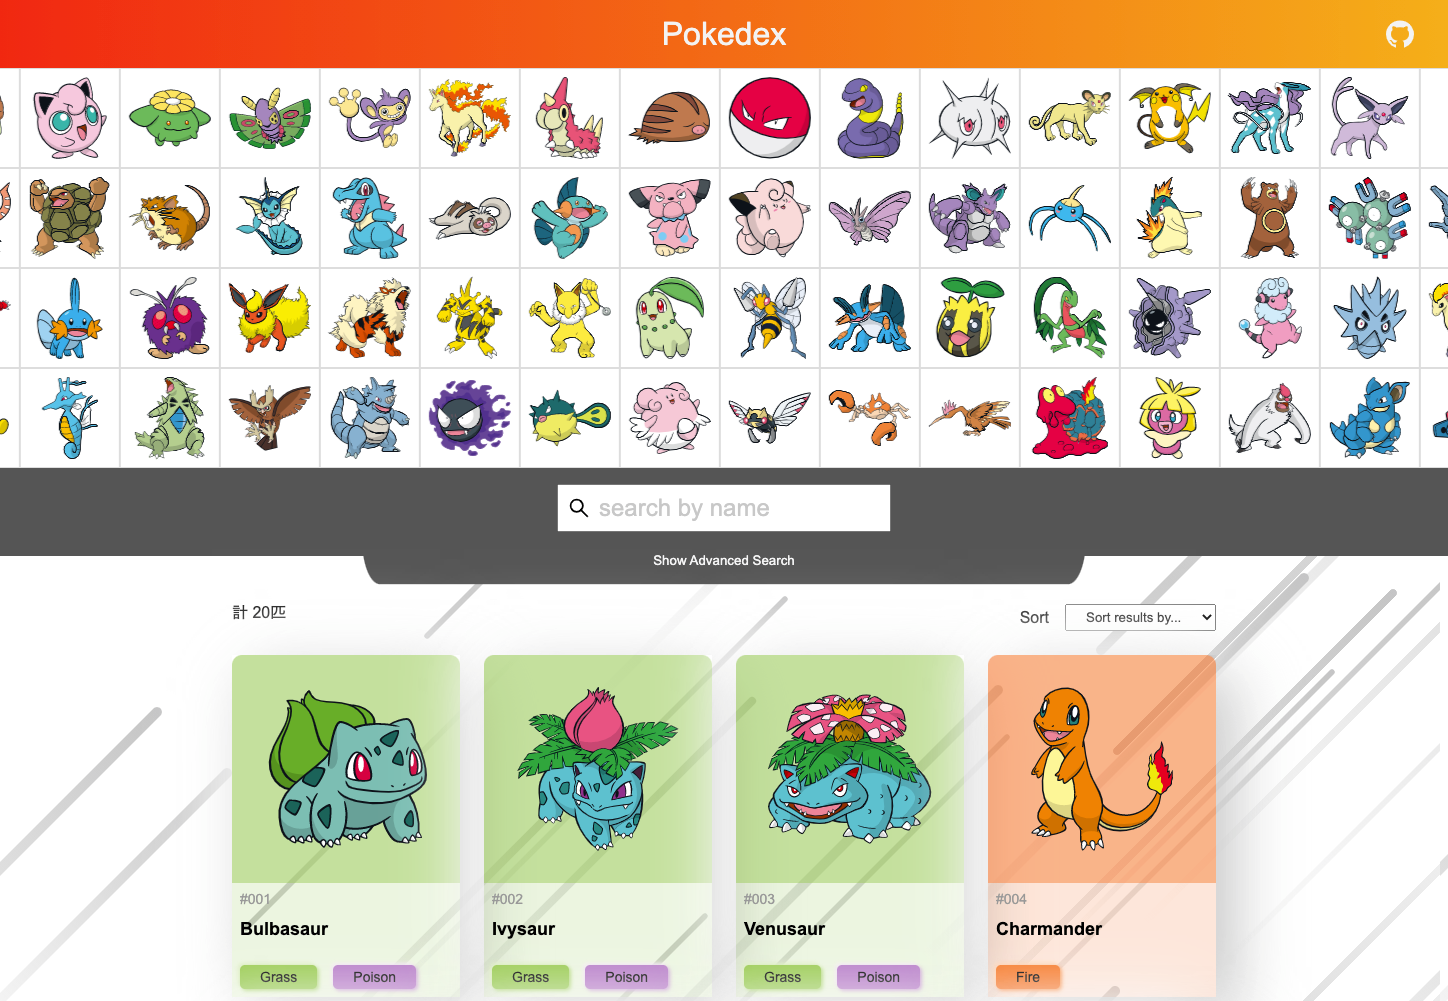 Pokedex
search by name
Show Advanced Search
計 20匹
Sort
Sort results by...
#001
Bulbasaur
Grass
Poison
#002
Ivysaur
Grass
Poison
#003
Venusaur
Grass
Poison
#004
Charmander
Fire